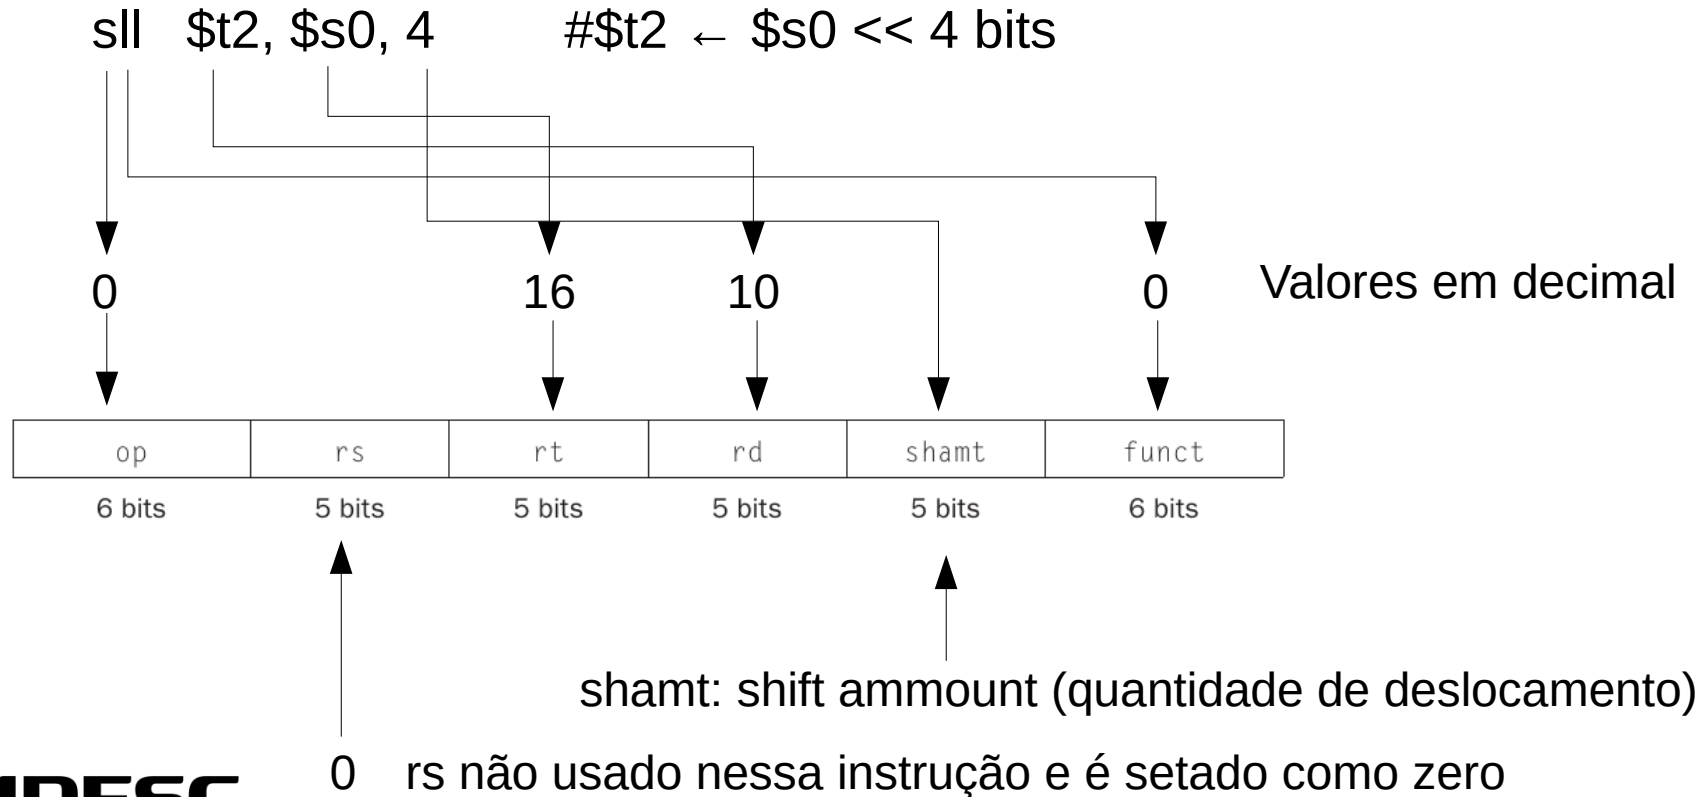 sll $t2, $s0, 4 #$t2 ← $s0 << 4 bits
0 16 10 0 Valores em decimal
op rs rt rd shamt funct
6 bits 5 bits 5 bits 5 bits 5 bits 6 bits
shamt: shift ammount (quantidade de deslocamento)
0 rs não usado nessa instrução e é setado como zero